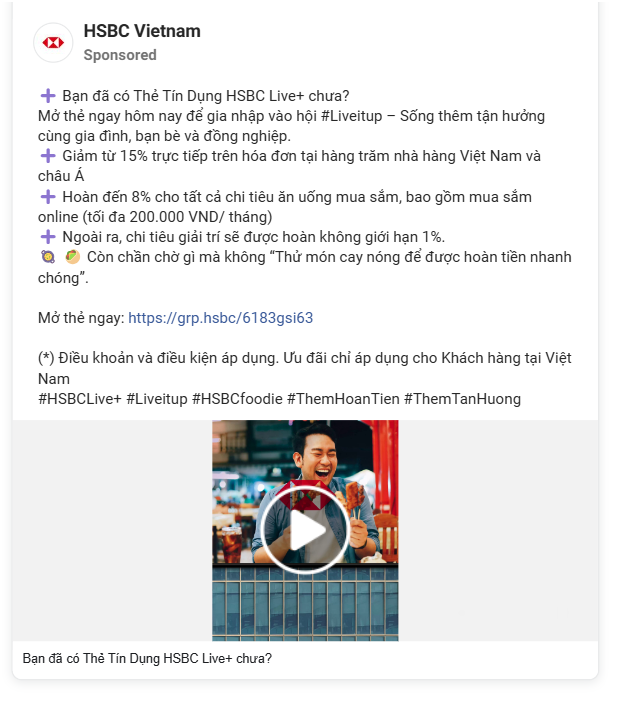 HSBC Vietnam
Sponsored
Bạn đã có Thẻ Tín Dụng HSBC Live+ chưa?
Mở thẻ ngay hôm nay để gia nhập vào hội #Liveitup – Sống thêm tận hưởng
cùng gia đình, bạn bè và đồng nghiệp.
Giảm từ 15% trực tiếp trên hóa đơn tại hàng trăm nhà hàng Việt Nam và
châu Á
Hoàn đến 8% cho tất cả chi tiêu ăn uống mua sắm, bao gồm mua sắm
online (tối đa 200.000 VND/ tháng)
Ngoài ra, chi tiêu giải trí sẽ được hoàn không giới hạn 1%.
Còn chần chờ gì mà không “Thử món cay nóng để được hoàn tiền nhanh
chóng”.
Mở thẻ ngay: https://grp.hsbc/6183gsi63
(*) Điều khoản và điều kiện áp dụng. Ưu đãi chỉ áp dụng cho Khách hàng tại Việt
Nam
#HSBCLive+ #Liveitup #HSBCfoodie #ThemHoanTien #ThemTanHuong
Bạn đã có Thẻ Tín Dụng HSBC Live+ chưa?